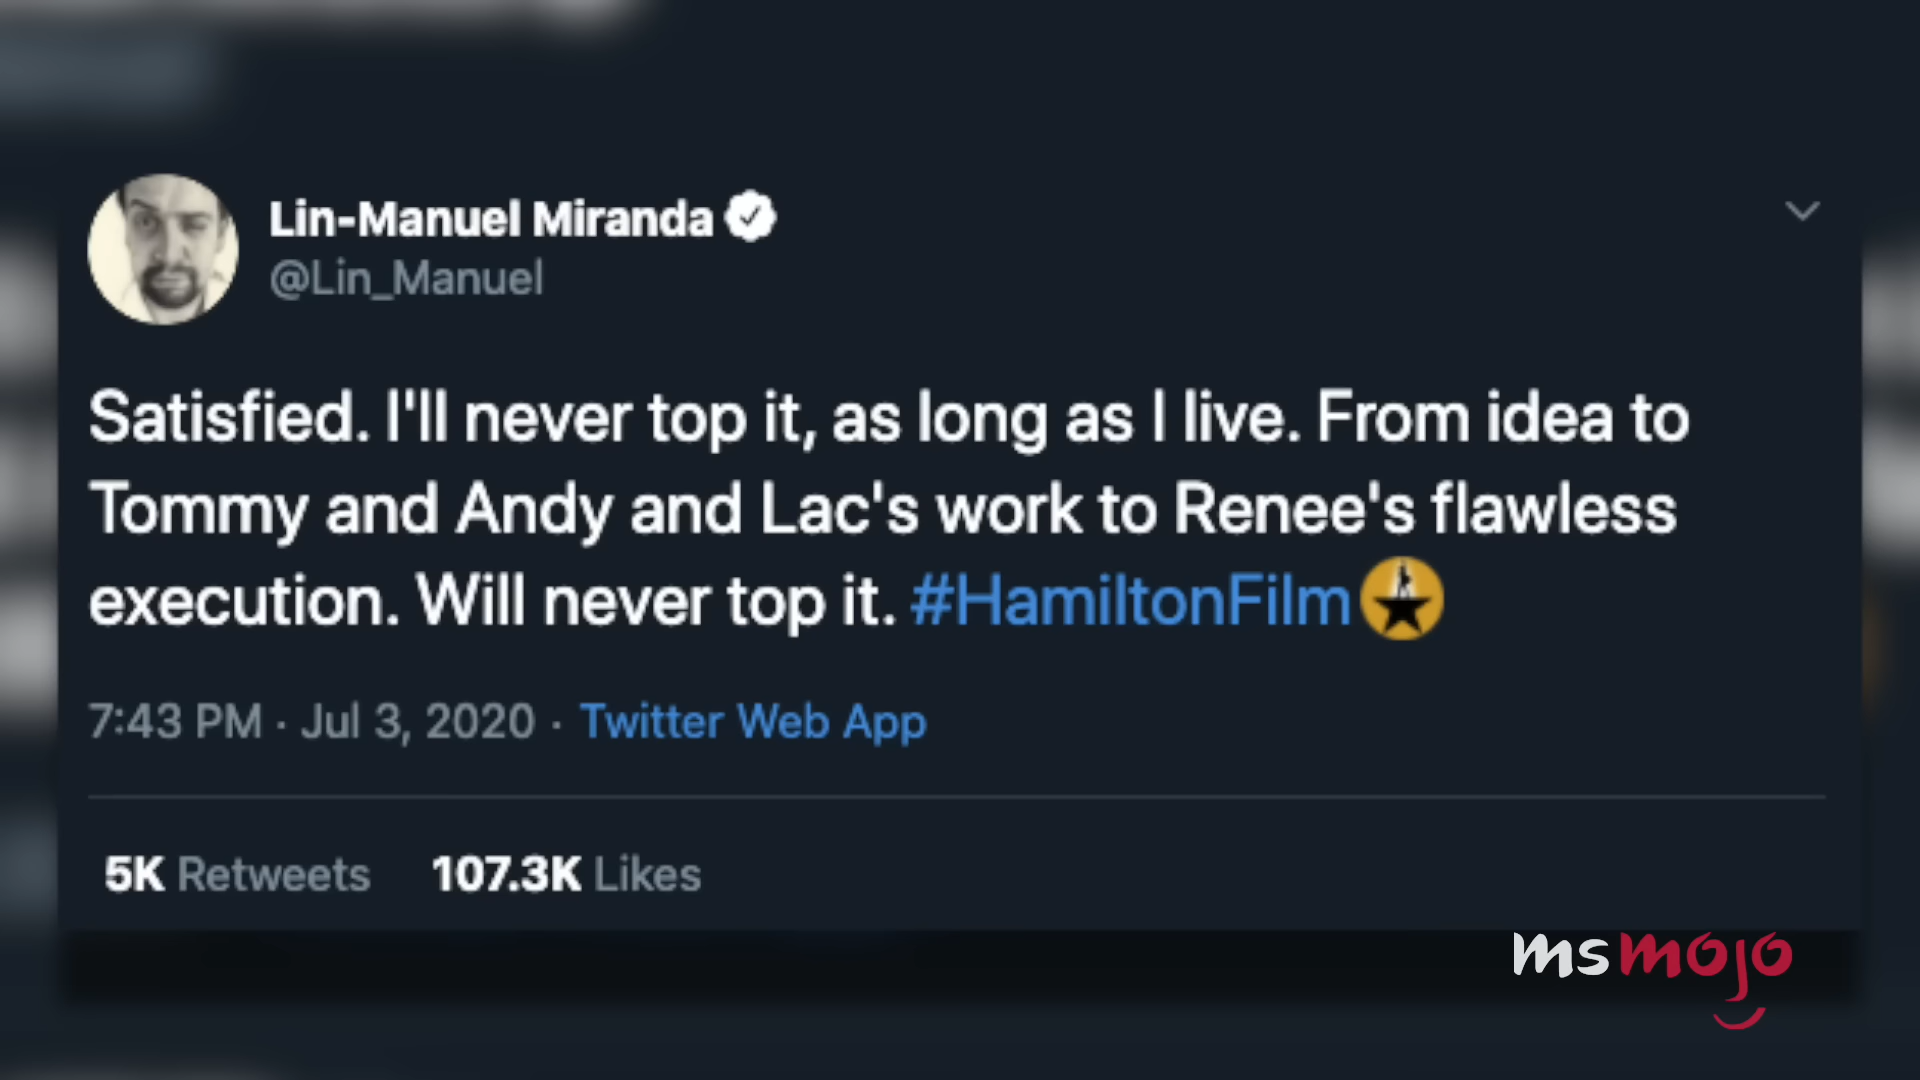 Lin-Manuel Miranda
@Lin_Manuel
Satisfied. I'll never top it, as long as I live. From idea to
Tommy and Andy and Lac's work to Renee's flawless
execution. Will never top it. #HamiltonFilm
7:43 PM · Jul 3, 2020 · Twitter Web App
5K Retweets 107.3K Likes
msmojo